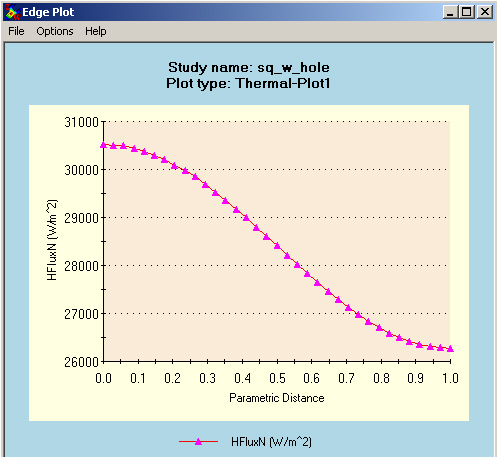 Edge Plot
File Options Help
Study name: sq_w_hole
Plot type: Thermal-Plot1
31000
30000
29000
28000
27000
26000
HFluxN (W/m^2)
0.0 0.1 0.2 0.3 0.4 0.5 0.6 0.7 0.8 0.9 1.0
Parametric Distance
HFluxN (W/m^2)